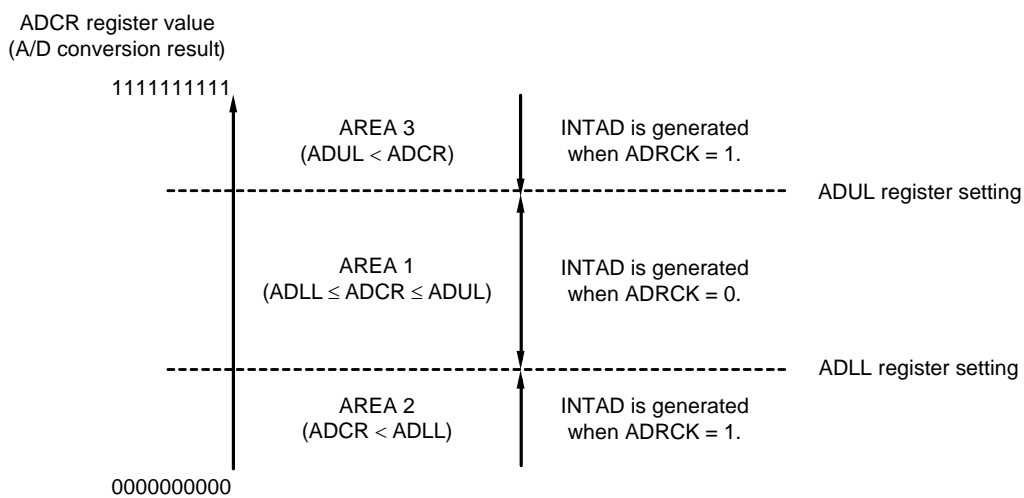 ADCR register value
(A/D conversion result)
1111111111
AREA 3
(ADUL < ADCR)
INTAD is generated
when ADRCK = 1.
ADUL register setting
AREA 1
(ADLL ≤ ADCR ≤ ADUL)
INTAD is generated
when ADRCK = 0.
ADLL register setting
AREA 2
(ADCR < ADLL)
INTAD is generated
when ADRCK = 1.
0000000000